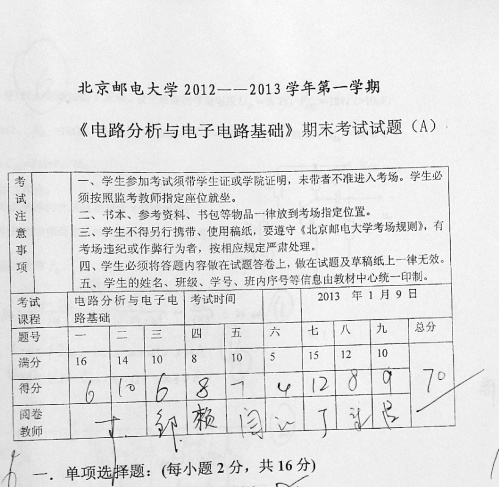 北京邮电大学 2012——2013 学年第一学期
《电路分析与电子电路基础》期末考试试题（A）
考试注意事项
一、学生参加考试须带学生证或学院证明，未带者不准进入考场。学生必
须按照监考教师指定座位就坐。
二、书本、参考资料、书包等物品一律放到考场指定位置。
三、学生不得另行携带、使用稿纸，要遵守《北京邮电大学考场规则》，有
考场违纪或作弊行为者，按相应规定严肃处理。
四、学生必须将答题内容做在试题答卷上，做在试题及草稿纸上一律无效。
五、学生的姓名、班级、学号、班内序号等信息由教材中心统一印制。
考试 电路分析与电子电 考试时间 2013 年 1 月 9 日
课程 路基础
题号 一 二 三 四 五 六 七 八 九 总分
满分 16 14 10 8 10 5 15 12 10
得分 6 10 6 8 7 4 12 8 9 70
阅卷 丁 邹 赖 闫 丁
教师
一．单项选择题：(每小题 2 分，共 16 分)